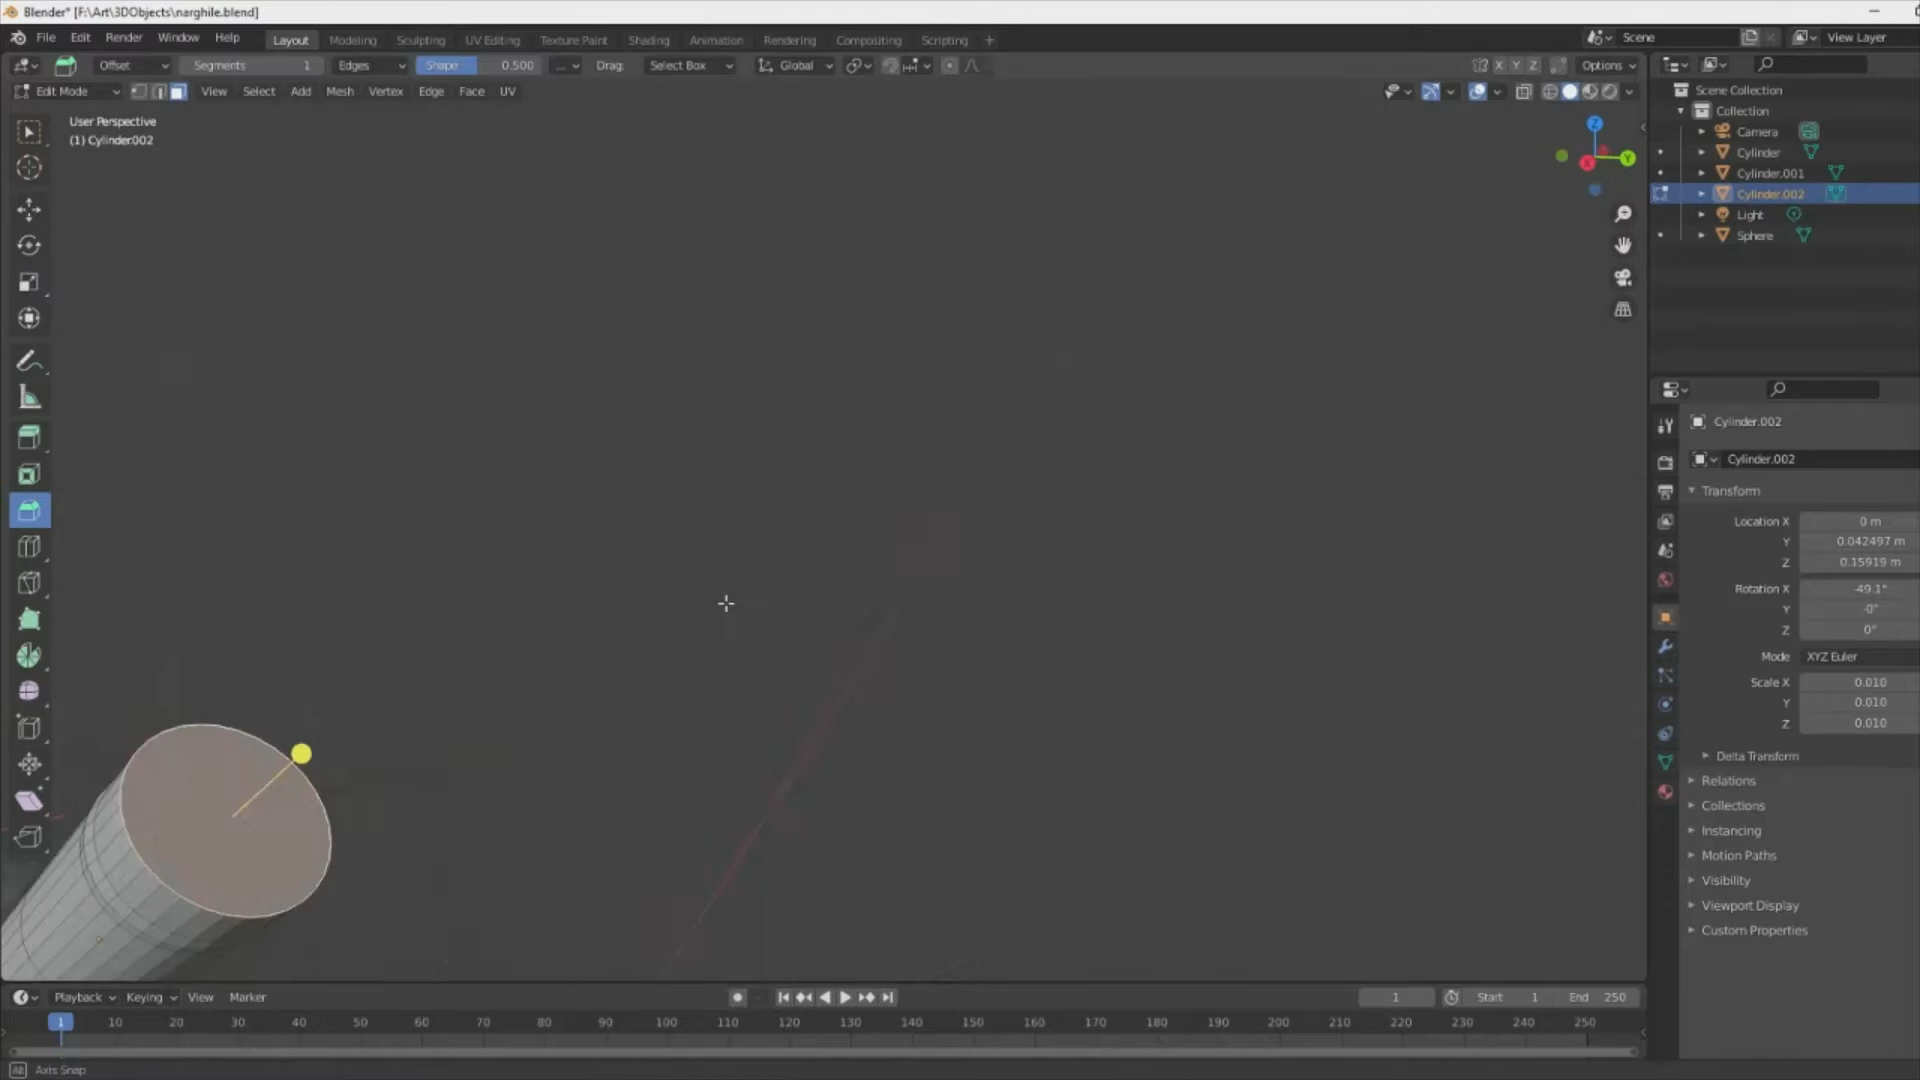 Blender* [F:\Art\3DObjects\narghile.blend]
File Edit Render Window Help Layout Modeling Sculpting UV Editing Texture Paint Shading Animation Rendering Compositing Scripting + Scene View Layer
Offset Segments 1 Edges Shape 0.500 ... Drag: Select Box Global X Y Z Options
Edit Mode View Select Add Mesh Vertex Edge Face UV
User Perspective
(1) Cylinder.002
Z
Y
X
Scene Collection
Collection
Camera
Cylinder
Cylinder.001
Cylinder.002
Light
Sphere
Cylinder.002
Cylinder.002
Transform
Location X 0 m
Y 0.042497 m
Z 0.15919 m
Rotation X -49.1°
Y -0°
Z 0°
Mode XYZ Euler
Scale X 0.010
Y 0.010
Z 0.010
Delta Transform
Relations
Collections
Instancing
Motion Paths
Visibility
Viewport Display
Custom Properties
Playback Keying View Marker 1 Start 1 End 250
1 10 20 30 40 50 60 70 80 90 100 110 120 130 140 150 160 170 180 190 200 210 220 230 240 250
Alt Axis Snap